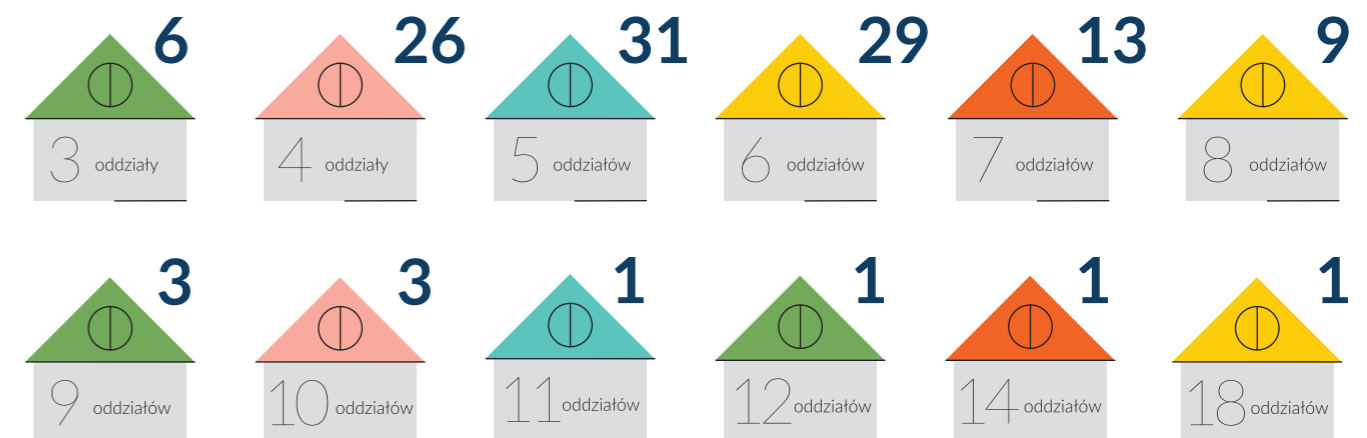 6 26 31 29 13 9
3 oddziały 4 oddziały 5 oddziałów 6 oddziałów 7 oddziałów 8 oddziałów
3 3 1 1 1 1
9 oddziałów 10 oddziałów 11 oddziałów 12 oddziałów 14 oddziałów 18 oddziałów